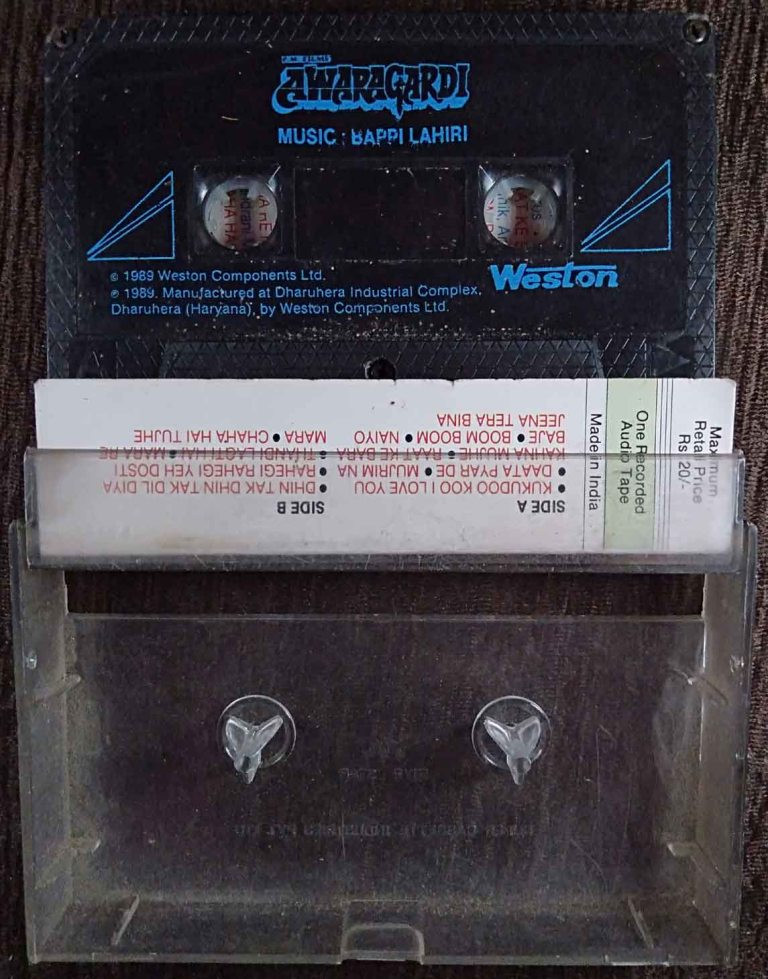 P.M. FILMS
AWARAGARDI
MUSIC : BAPPI LAHIRI
© 1989 Weston Components Ltd.
℗ 1989. Manufactured at Dharuhera Industrial Complex,
Dharuhera (Haryana), by Weston Components Ltd.
Weston
Maximum
Retail Price
Rs 20/-
One Recorded
Audio Tape
Made in India
SIDE A
• KUKUDOO KOO I LOVE YOU
• DAATA PYAR DE • MUJRIM NA
KAHNA MUJHE • RAAT KE BARA
BAJE • BOOM BOOM • NAIYO
JEENA TERA BINA
SIDE B
• DHIN TAK DHIN TAK DIL DIYA
• RAHEGI RAHEGI YEH DOSTI
• THANDI LAGTI HAI • MARA RE
MARA • CHAHA HAI TUJHE